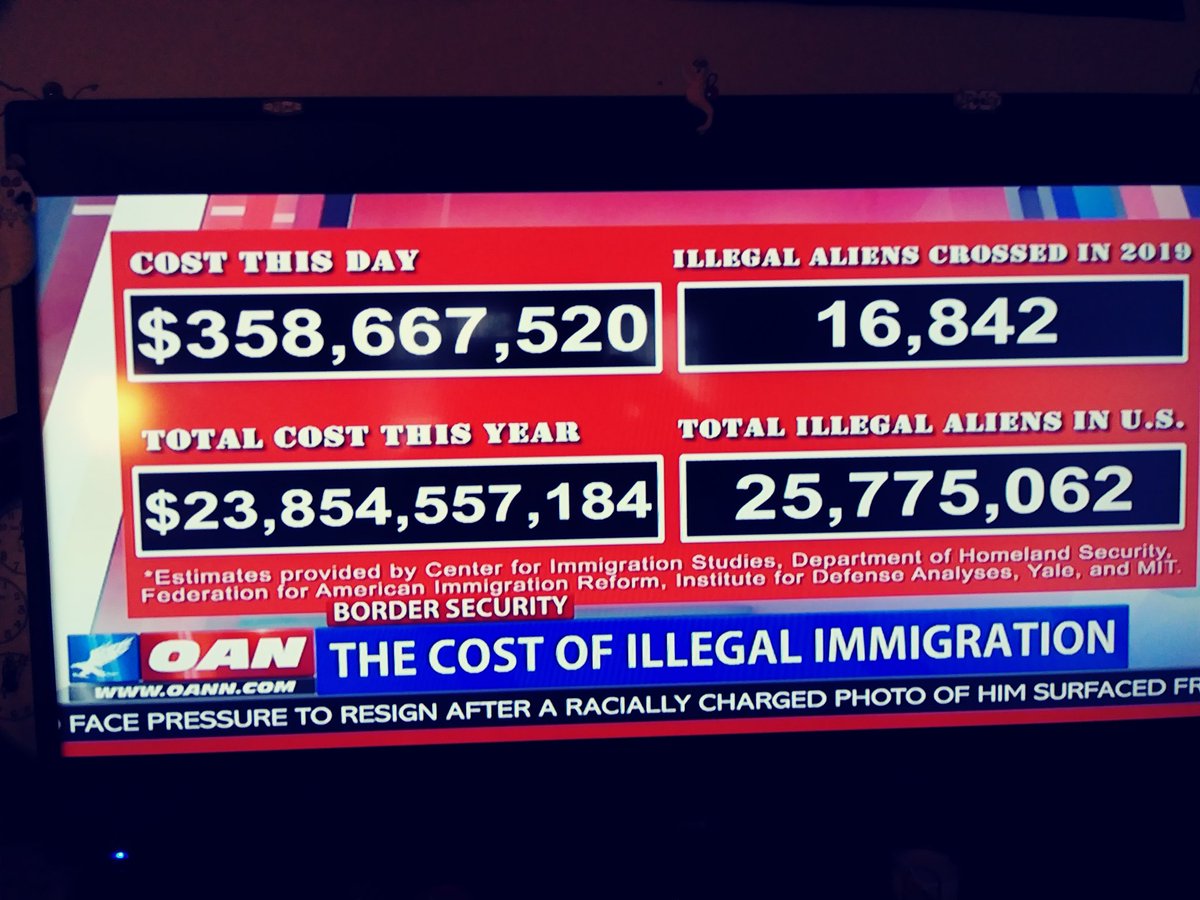 COST THIS DAY
$358,667,520
ILLEGAL ALIENS CROSSED IN 2019
16,842
TOTAL COST THIS YEAR
$23,854,557,184
TOTAL ILLEGAL ALIENS IN U.S.
25,775,062
*Estimates provided by Center for Immigration Studies, Department of Homeland Security,
Federation for American Immigration Reform, Institute for Defense Analyses, Yale, and MIT.
BORDER SECURITY
OAN
THE COST OF ILLEGAL IMMIGRATION
WWW.OANN.COM
FACE PRESSURE TO RESIGN AFTER A RACIALLY CHARGED PHOTO OF HIM SURFACED FR